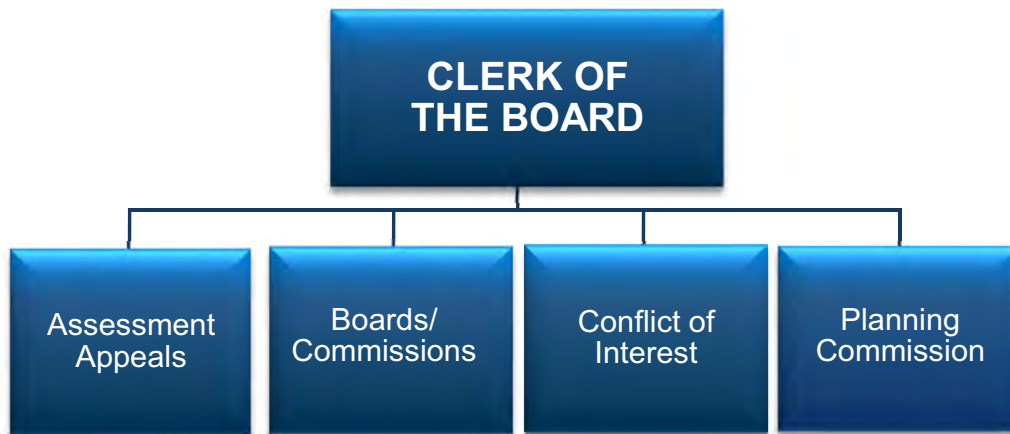 CLERK OF
THE BOARD
Assessment
Appeals
Boards/
Commissions
Conflict of
Interest
Planning
Commission